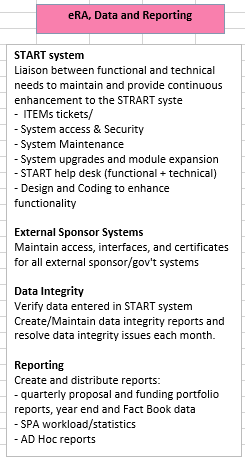 eRA, Data and Reporting
START system
Liaison between functional and technical
needs to maintain and provide continuous
enhancement to the STRART syste
- ITEMs tickets/
- System access & Security
- System Maintenance
- System upgrades and module expansion
- START help desk (functional + technical)
- Design and Coding to enhance
functionality
External Sponsor Systems
Maintain access, interfaces, and certificates
for all external sponsor/gov't systems
Data Integrity
Verify data entered in START system
Create/Maintain data integrity reports and
resolve data integrity issues each month.
Reporting
Create and distribute reports:
- quarterly proposal and funding portfolio
reports, year end and Fact Book data
- SPA workload/statistics
- AD Hoc reports